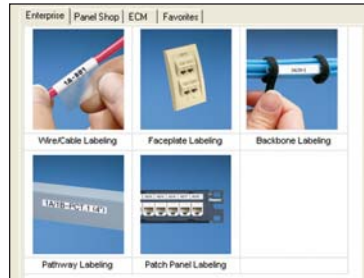 Enterprise Panel Shop ECM Favorites
Wire/Cable Labeling Faceplate Labeling Backbone Labeling
Pathway Labeling Patch Panel Labeling